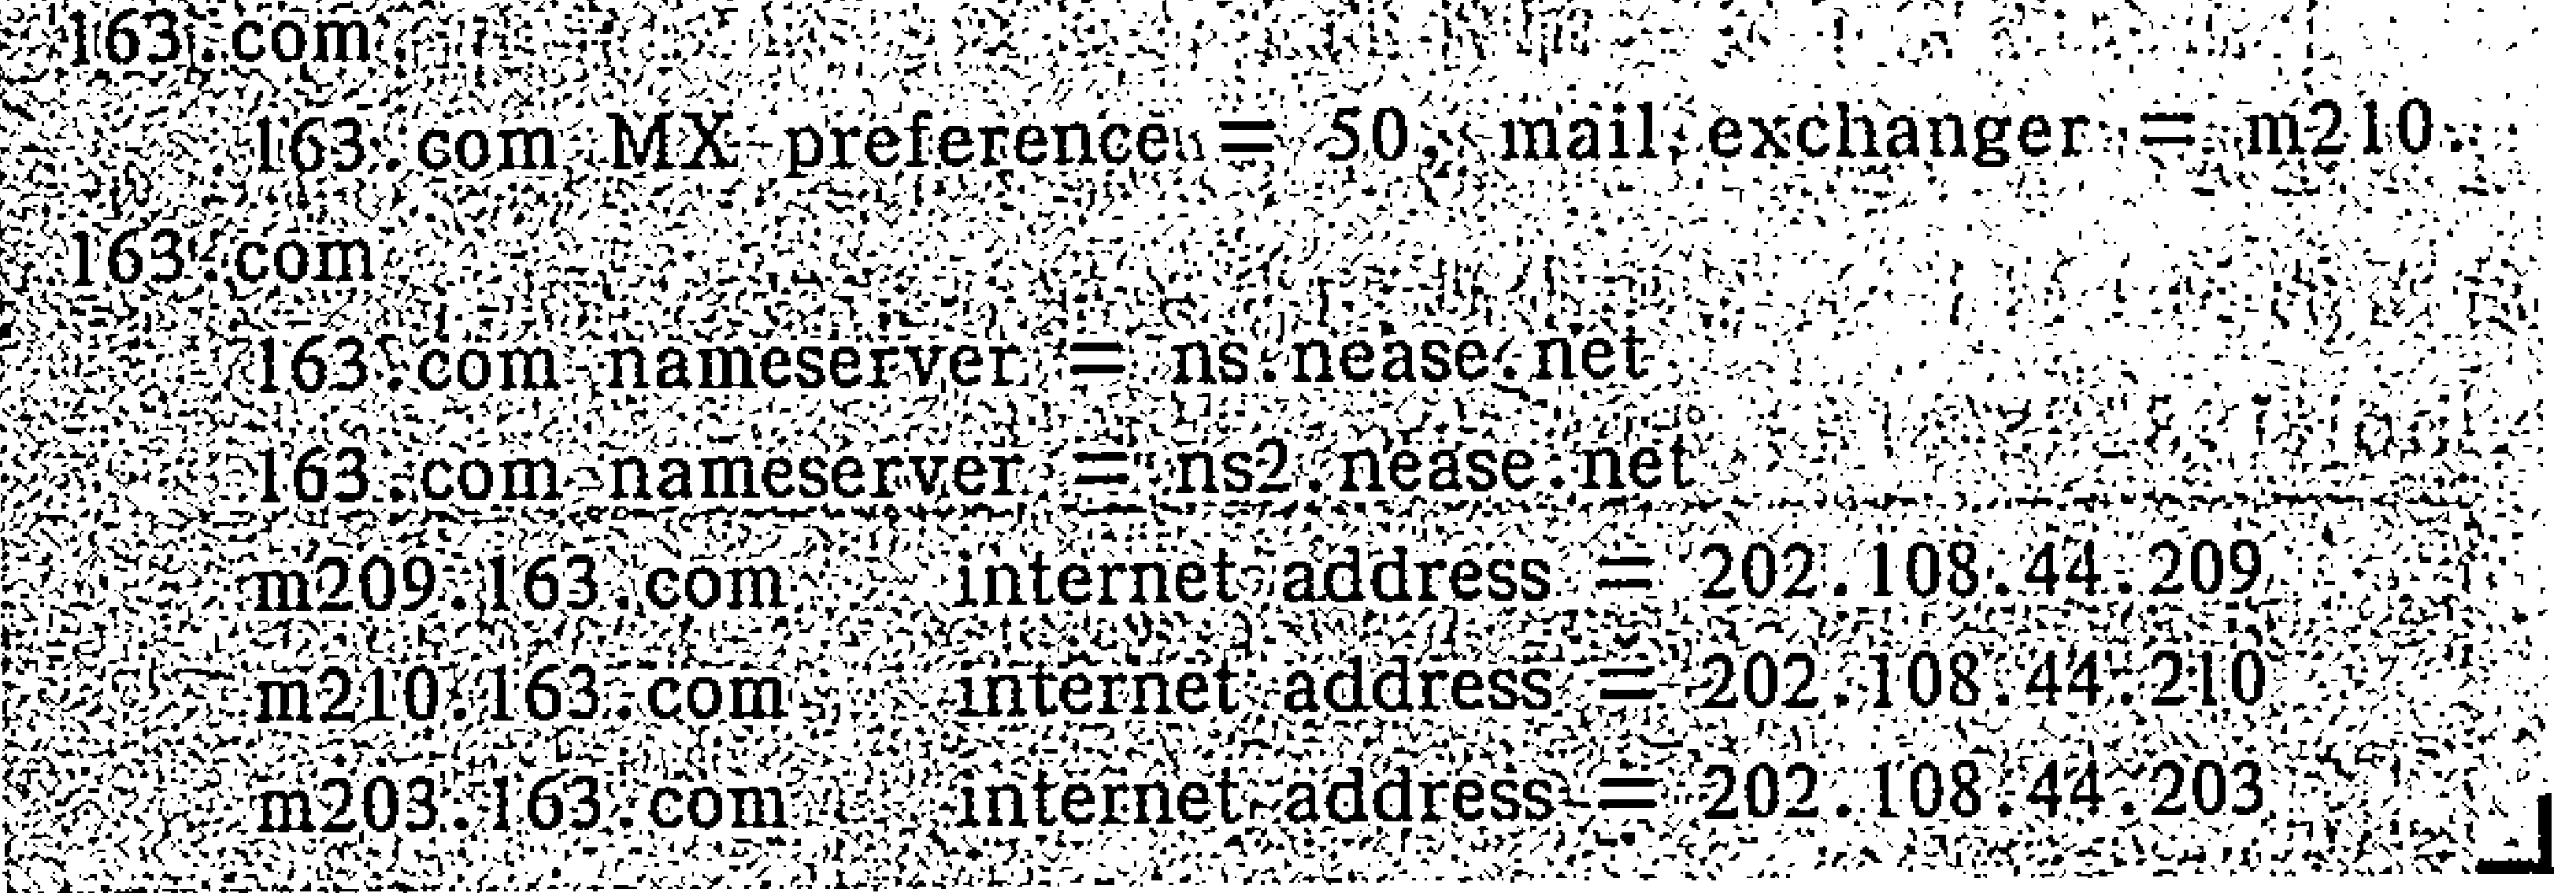 163.com
163.com MX preference = 50, mail exchanger = m210.
163.com
163.com nameserver = ns.nease.net
163.com nameserver = ns2.nease.net
m209.163.com internet address = 202.108.44.209
m210.163.com internet address = 202.108.44.210
m203.163.com internet address = 202.108.44.203